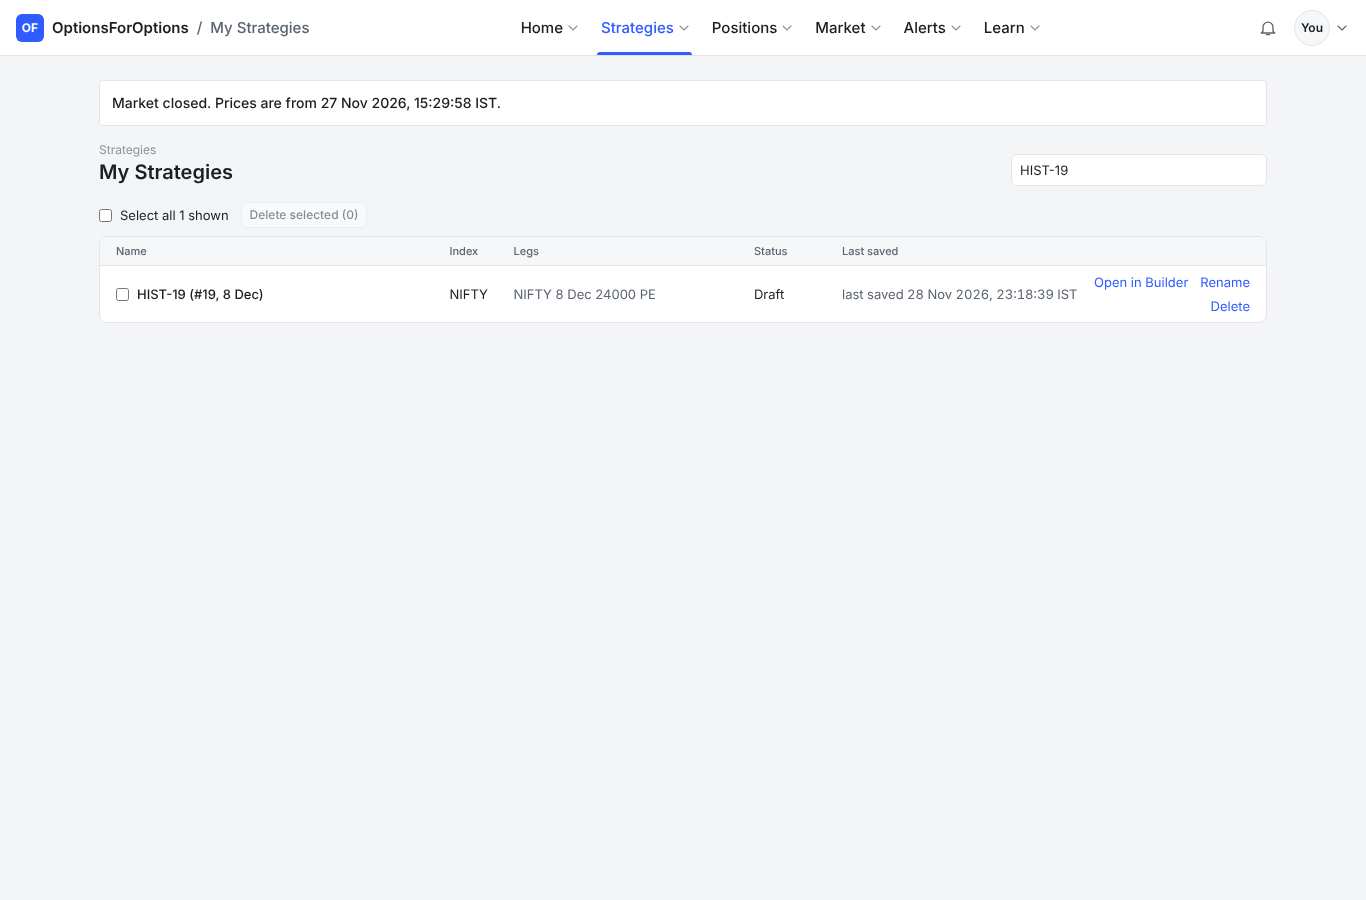 OF OptionsForOptions / My Strategies Home Strategies Positions Market Alerts Learn You
Market closed. Prices are from 27 Nov 2026, 15:29:58 IST.
Strategies
My Strategies
HIST-19
Select all 1 shown Delete selected (0)
Name Index Legs Status Last saved
HIST-19 (#19, 8 Dec) NIFTY NIFTY 8 Dec 24000 PE Draft last saved 28 Nov 2026, 23:18:39 IST Open in Builder Rename
Delete